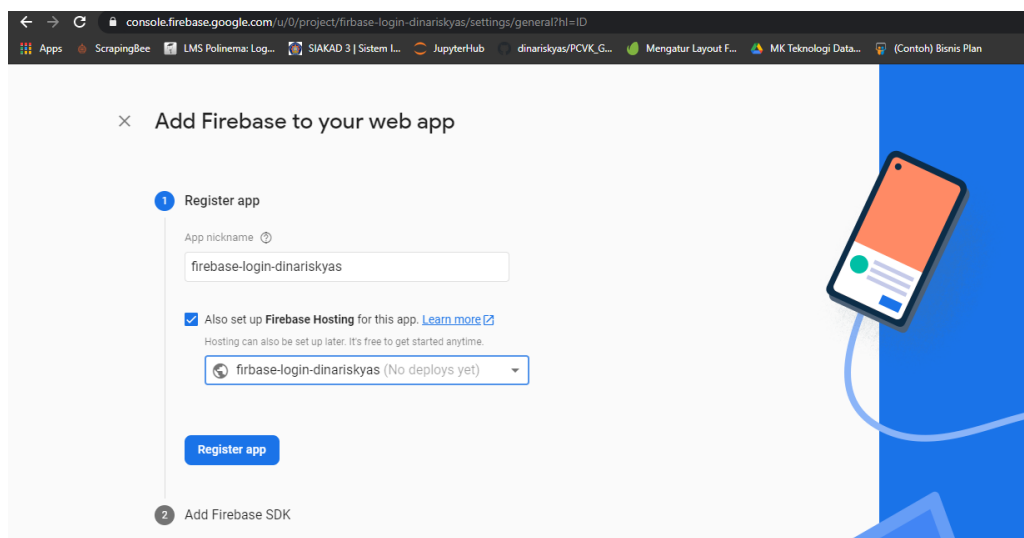 console.firebase.google.com/u/0/project/firbase-login-dinariskyas/settings/general?hl=ID
Apps ScrapingBee LMS Polinema: Log... SIAKAD 3 | Sistem I... JupyterHub dinariskyas/PCVK_G... Mengatur Layout F... MK Teknologi Data... (Contoh) Bisnis Plan
Add Firebase to your web app
1 Register app
App nickname
firebase-login-dinariskyas
Also set up Firebase Hosting for this app. Learn more
Hosting can also be set up later. It's free to get started anytime.
firbase-login-dinariskyas (No deploys yet)
Register app
2 Add Firebase SDK